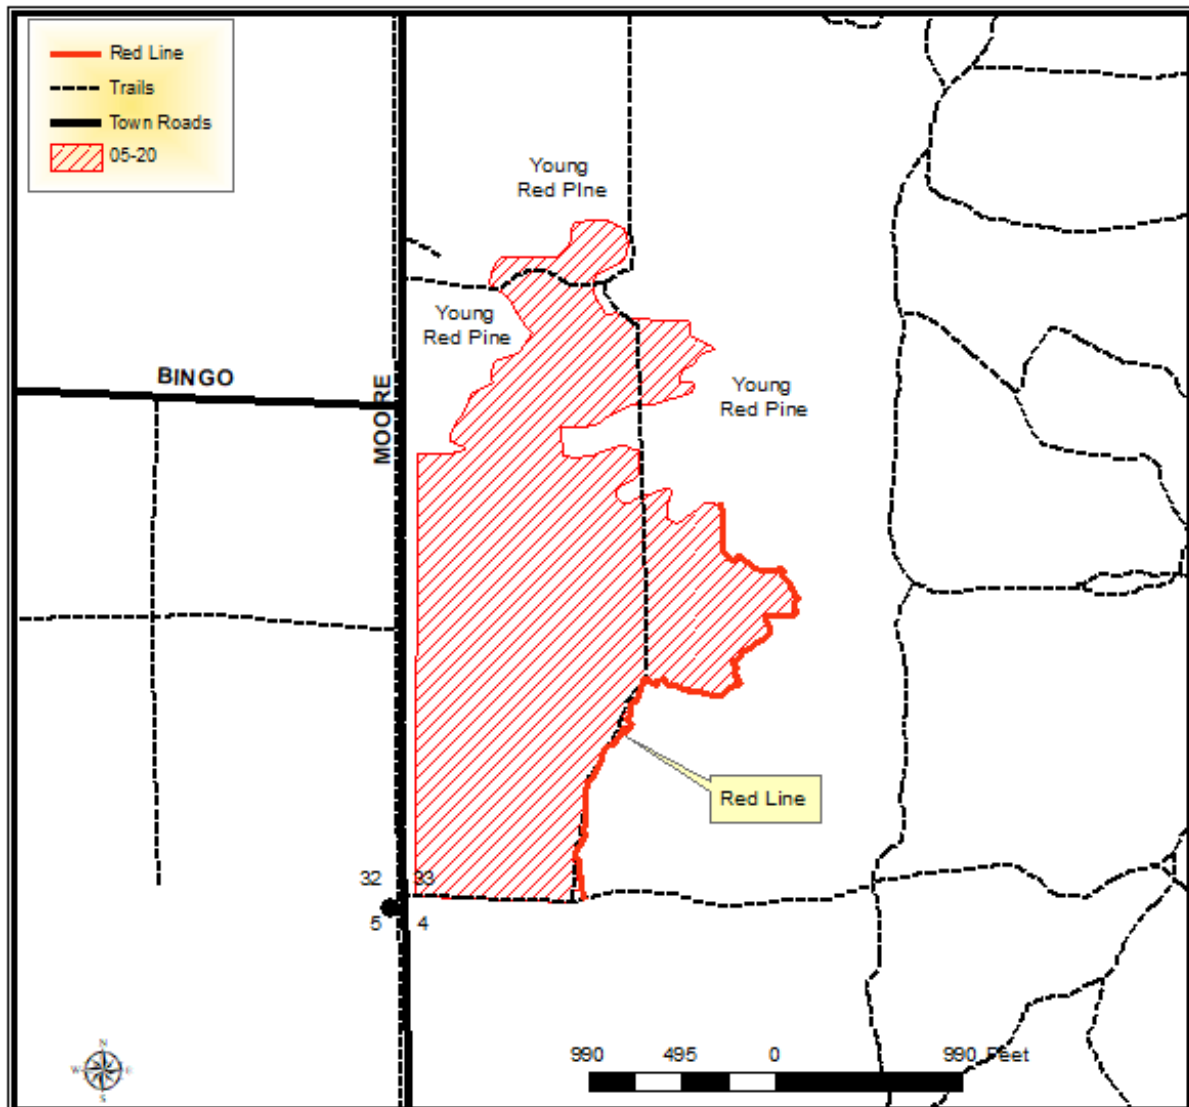 Red Line
Trails
Town Roads
05-20
Young
Red PIne
Young
Red Pine
BINGO
MOORE
Young
Red Pine
Red Line
32 33
5 4
N
W E
S
990 495 0 990 Feet